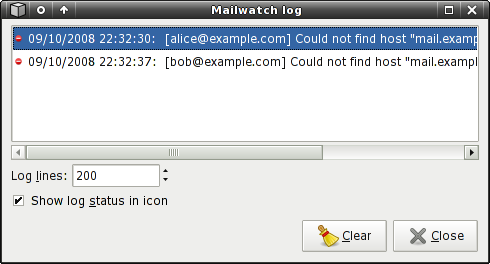 Mailwatch log
09/10/2008 22:32:30: [alice@example.com] Could not find host "mail.examp
09/10/2008 22:32:37: [bob@example.com] Could not find host "mail.examp
Log lines: 200
Show log status in icon
Clear Close